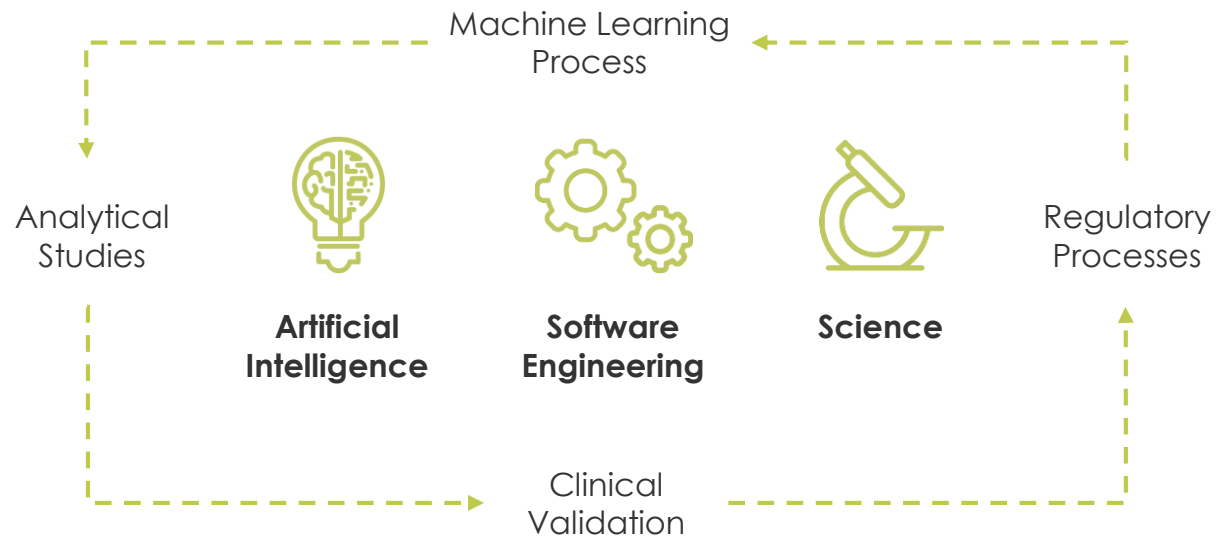 Machine Learning
Process
Analytical
Studies
Regulatory
Processes
Artificial
Intelligence
Software
Engineering
Science
Clinical
Validation